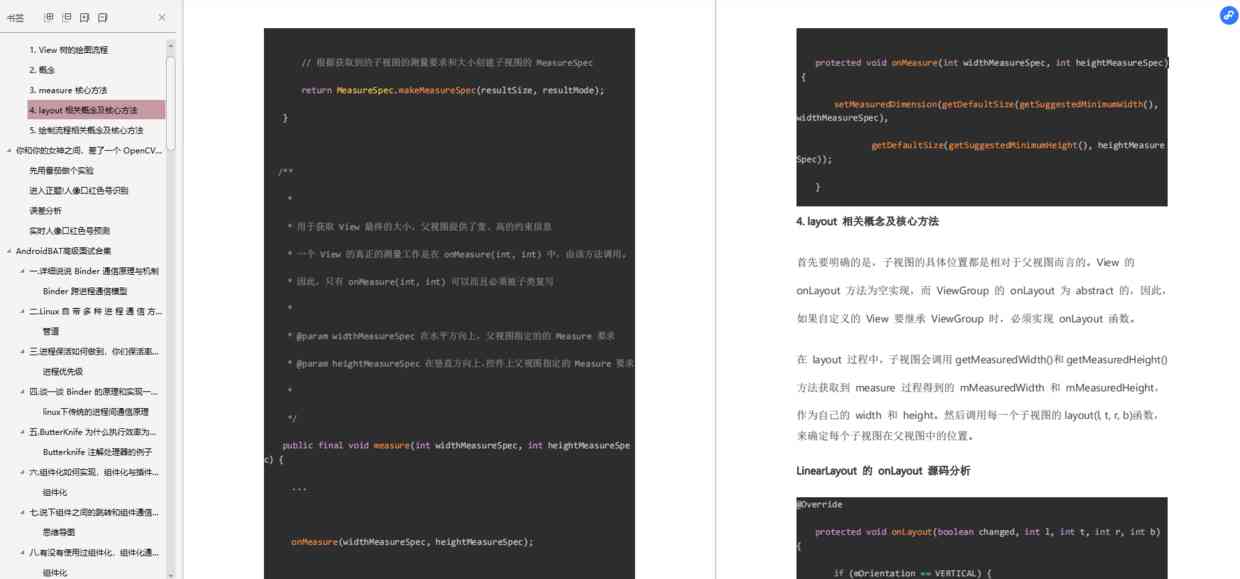 书签
1. View 树的绘图流程
2. 概念
3. measure 核心方法
4. layout 相关概念及核心方法
5. 绘制流程相关概念及核心方法
你和你的女神之间，差了一个 OpenCV...
先用番茄做个实验
进入正题!人像口红色号识别
误差分析
实时人像口红色号预测
AndroidBAT高级面试合集
一.详细说说 Binder 通信原理与机制
Binder 跨进程通信模型
二.Linux 自 带 多 种 进 程 通 信 方...
管道
三.进程保活如何做到，你们保活率...
进程优先级
四.谈一谈 Binder 的原理和实现一...
linux下传统的进程间通信原理
五.ButterKnife 为什么执行效率为...
Butterknife 注解处理器的例子
六.组件化如何实现，组件化与插件...
组件化
七.说下组件之间的跳转和组件通信...
思维导图
八.有没有使用过组件化，组件化通...
组件化
// 根据获取到的子视图的测量要求和大小创建子视图的 MeasureSpec
return MeasureSpec.makeMeasureSpec(resultSize, resultMode);
}
/**
*
* 用于获取 View 最终的大小，父视图提供了宽、高的约束信息
* 一个 View 的真正的测量工作是在 onMeasure(int, int) 中，由该方法调用。
* 因此，只有 onMeasure(int, int) 可以而且必须被子类复写
*
* @param widthMeasureSpec 在水平方向上，父视图指定的的 Measure 要求
* @param heightMeasureSpec 在竖直方向上,控件上父视图指定的 Measure 要求
*
*/
public final void measure(int widthMeasureSpec, int heightMeasureSpe
c) {
...
onMeasure(widthMeasureSpec, heightMeasureSpec);
protected void onMeasure(int widthMeasureSpec, int heightMeasureSpec)
{
setMeasuredDimension(getDefaultSize(getSuggestedMinimumWidth(),
widthMeasureSpec),
getDefaultSize(getSuggestedMinimumHeight(), heightMeasure
Spec));
}
4. layout 相关概念及核心方法
首先要明确的是，子视图的具体位置都是相对于父视图而言的。View 的
onLayout 方法为空实现，而 ViewGroup 的 onLayout 为 abstract 的，因此，
如果自定义的 View 要继承 ViewGroup 时，必须实现 onLayout 函数。
在 layout 过程中，子视图会调用 getMeasuredWidth()和 getMeasuredHeight()
方法获取到 measure 过程得到的 mMeasuredWidth 和 mMeasuredHeight，
作为自己的 width 和 height。然后调用每一个子视图的 layout(l, t, r, b)函数，
来确定每个子视图在父视图中的位置。
LinearLayout 的 onLayout 源码分析
@Override
protected void onLayout(boolean changed, int l, int t, int r, int b)
{
if (mOrientation == VERTICAL) {